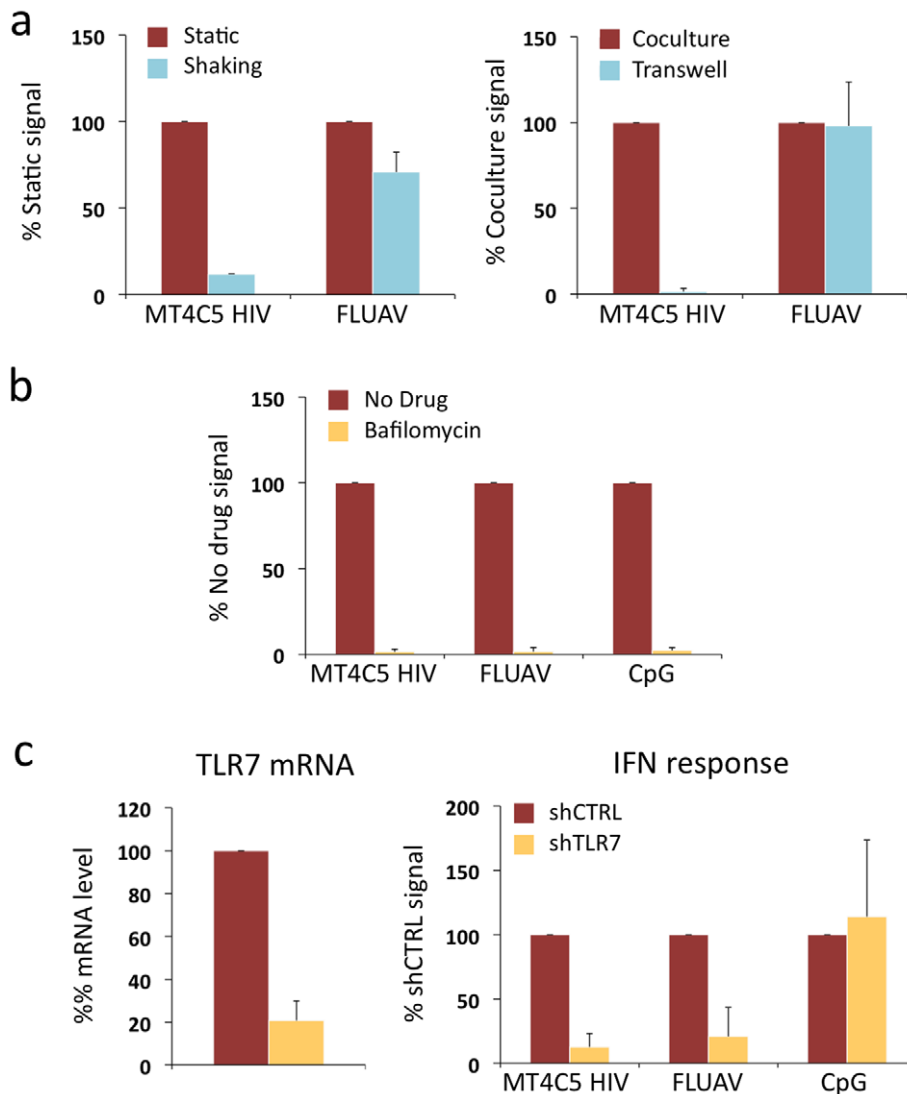 a
% Static signal
150
100
50
0
Static
Shaking
MT4C5 HIV
FLUAV
% Coculture signal
150
100
50
0
Coculture
Transwell
MT4C5 HIV
FLUAV
b
% No drug signal
150
100
50
0
No Drug
Bafilomycin
MT4C5 HIV
FLUAV
CpG
c
TLR7 mRNA
%% mRNA level
120
100
80
60
40
20
0
IFN response
% shCTRL signal
200
150
100
50
0
shCTRL
shTLR7
MT4C5 HIV
FLUAV
CpG